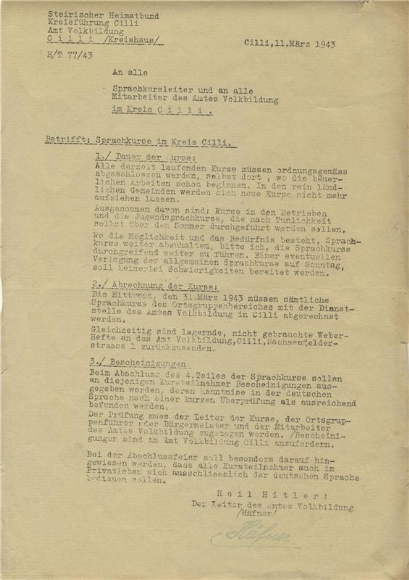 Steirischer Heimatbund
Kreisführung Cilli
Amt Volkbildung
Cilli /Kreishaus/
Cilli,11.März 1943
H/T 77/43
An alle
Sprachkursleiter und an alle
Mitarbeiter des Amtes Volkbildung
im Kreis Cilli.
Betrifft: Sprachkurse im Kreis Cilli.
1./ Dauer der Kurse:
Alle derzeit laufenden Kurse müssen ordnungsgemäss
abgeschlossen werden, selbst dort, wo die bäuer-
lichen Arbeiten schon beginnen. In den rein länd-
lichen Gemeinden werden sich neue Kurse nicht mehr
aufziehen lassen.
Ausgenommen davon sind: Kurse in den Betrieben
und die Jugendsprachkurse, die nach Tunlichkeit
selbst über den Sommer durchgeführt werden sollen.
Wo die Möglichkeit und das Bedürfnis besteht, Sprach-
kurse weiter abzuhalten, bitte ich, die Sprachkurse
durchgreifend weiter zu führen. Einer eventuellen
Verlegung der allgemeinen Sprachkurse auf Sonntag,
soll keinerlei Schwierigkeiten bereitet werden.
2./ Abrechnung der Kurse:
Bis Mittwoch, den 31.März 1943 müssen sämtliche
Sprachkurse des Ortsgruppenbereiches mit der Dienst-
stelle des Amtes Volkbildung in Cilli abgerechnet
werden.
Gleichzeitig sind lagernde, nicht gebrauchte Weber-
Hefte an das Amt Volkbildung,Cilli,Sachsenfelder-
strasse 1 zurückzusenden.
3./ Bescheinigungen
Beim Abschluss des 4.Teiles der Sprachkurse sollen
an diejenigen Kursteilnehmer Bescheinigungen aus-
gegeben werden, deren Kenntnisse in der deutschen
Sprache nach einer kurzen Überprüfung als ausreichend
befunden werden.
Der Prüfung muss der Leiter der Kurse, der Ortsgrup-
penführer oder Bürgermeister und der Mitarbeiter
des Amtes Volkbildung zugezogen werden. /Bescheini-
gungen sind im Amt Volkbildung Cilli anzufordern.
Bei der Abschlussfeier soll besonders darauf hin-
gewiesen werden, dass alle Kursteilnehmer auch im
Privatleben sich ausschliesslich der deutschen Sprache
bedienen sollen.
Heil Hitler!
Der Leiter des Amtes Volkbildung
/Häfner/
Häfner